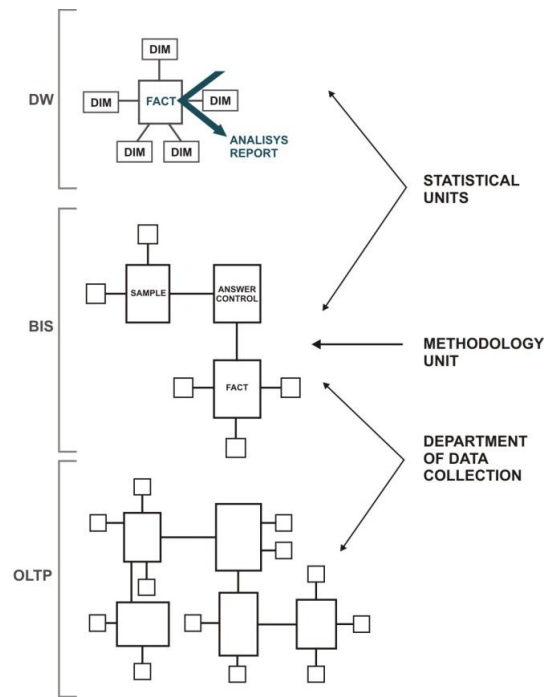 DW
DIM
DIM
FACT
DIM
DIM
DIM
ANALISYS
REPORT
STATISTICAL
UNITS
BIS
SAMPLE
ANSWER
CONTROL
FACT
METHODOLOGY
UNIT
DEPARTMENT
OF DATA
COLLECTION
OLTP